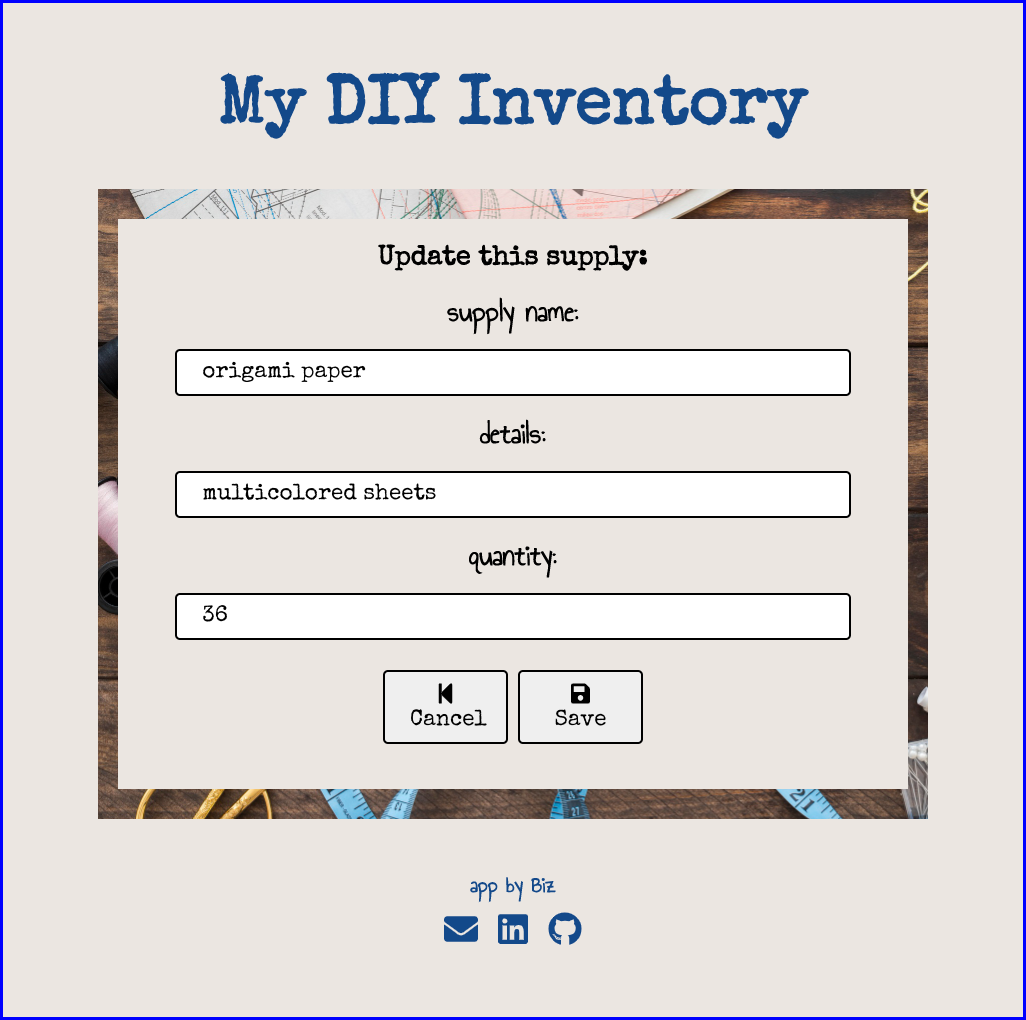 My DIY Inventory
Update this supply:
supply name:
origami paper
details:
multicolored sheets
quantity:
36
Cancel
Save
app by Biz
in